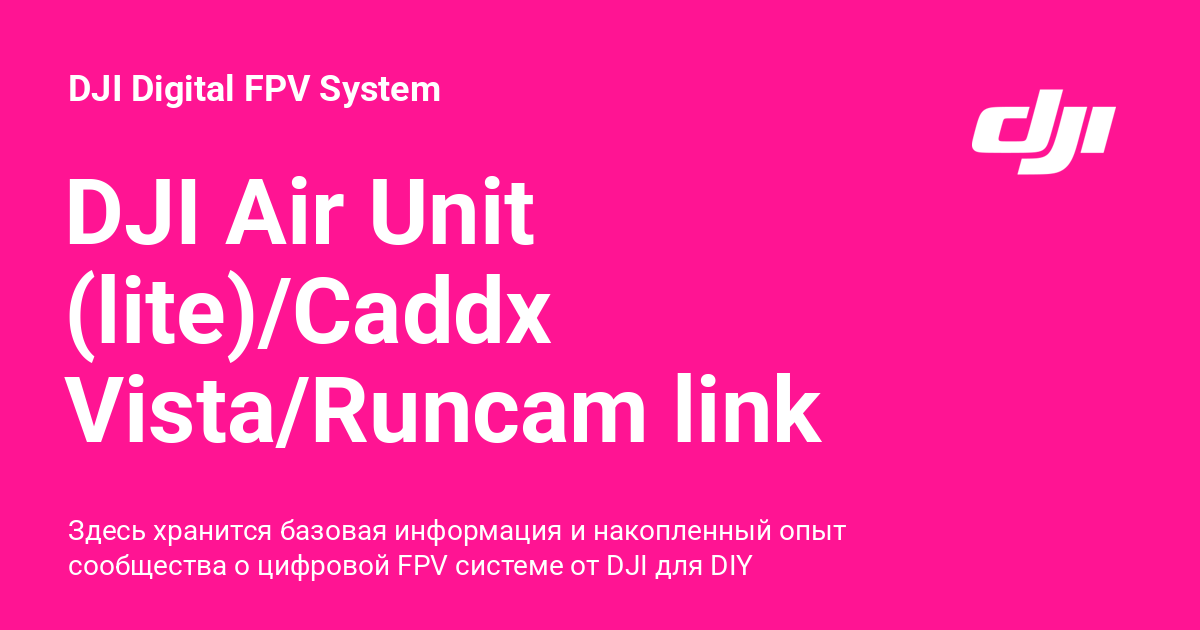 DJI Digital FPV System
dji
DJI Air Unit
(lite)/Caddx
Vista/Runcam link
Здесь хранится базовая информация и накопленный опыт
сообщества о цифровой FPV системе от DJI для DIY